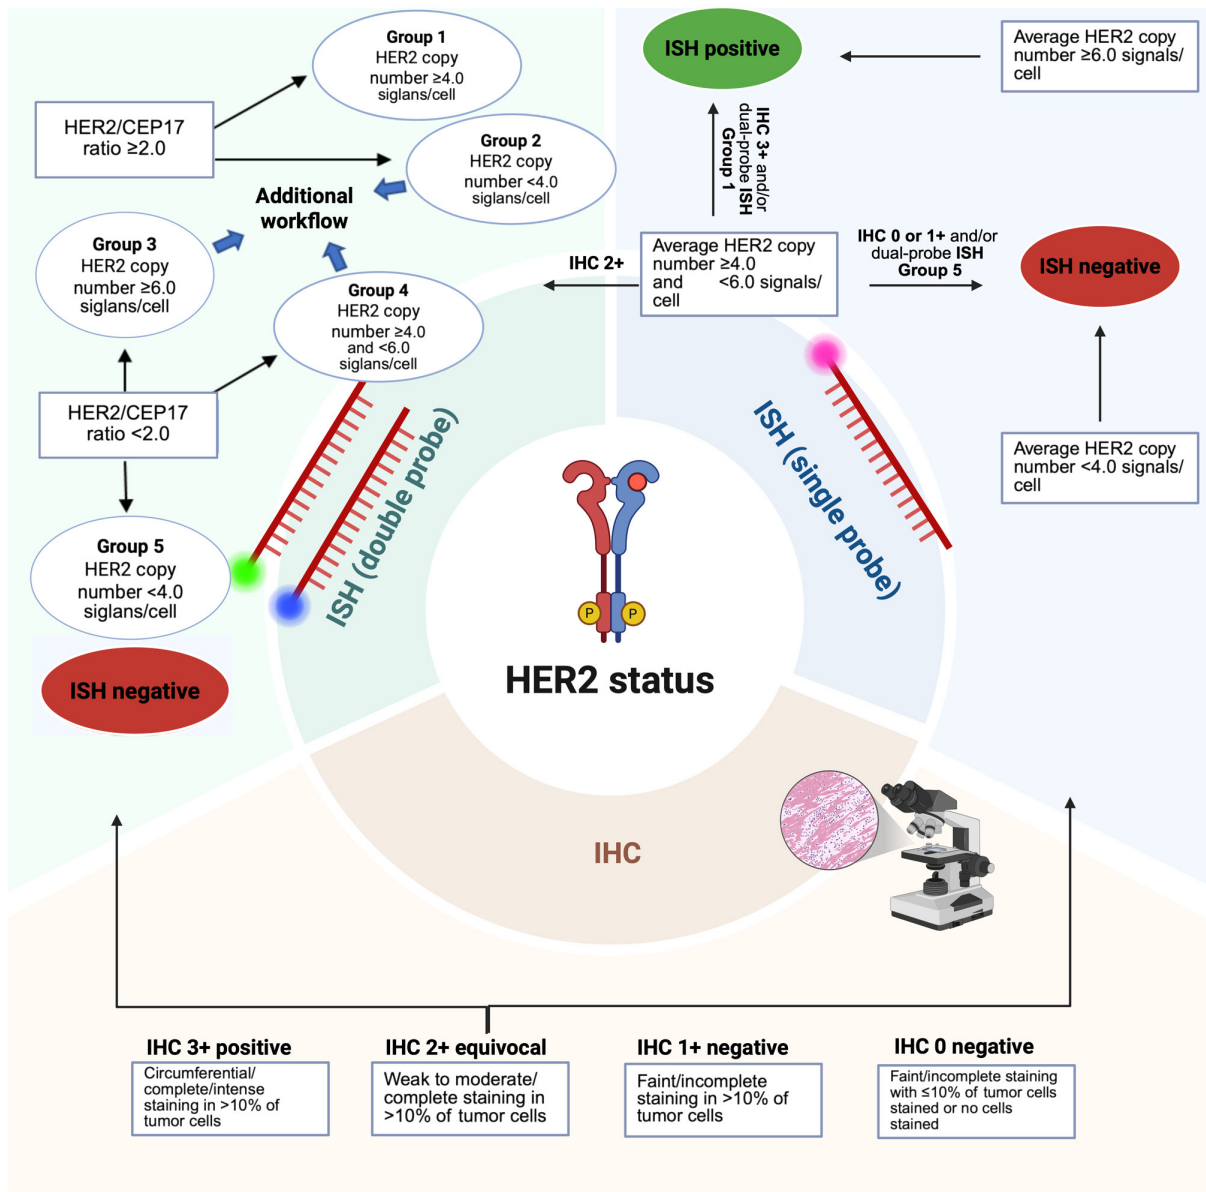 Group 1
HER2 copy
number ≥4.0
siglans/cell
HER2/CEP17
ratio ≥2.0
Group 2
HER2 copy
number <4.0
siglans/cell
Additional
workflow
Group 3
HER2 copy
number ≥6.0
siglans/cell
Group 4
HER2 copy
number ≥4.0
and <6.0
siglans/cell
HER2/CEP17
ratio <2.0
Group 5
HER2 copy
number <4.0
siglans/cell
ISH negative
ISH (double probe)
ISH positive
Average HER2 copy
number ≥6.0 signals/
cell
IHC 3+ and/or
dual-probe ISH
Group 1
IHC 2+
Average HER2 copy
number ≥4.0
and <6.0 signals/
cell
IHC 0 or 1+ and/or
dual-probe ISH
Group 5
ISH negative
Average HER2 copy
number <4.0 signals/
cell
ISH (single probe)
P
P
HER2 status
IHC
IHC 3+ positive
Circumferential/
complete/intense
staining in >10% of
tumor cells
IHC 2+ equivocal
Weak to moderate/
complete staining in
>10% of tumor cells
IHC 1+ negative
Faint/incomplete
staining in >10% of
tumor cells
IHC 0 negative
Faint/incomplete staining
with ≤10% of tumor cells
stained or no cells
stained